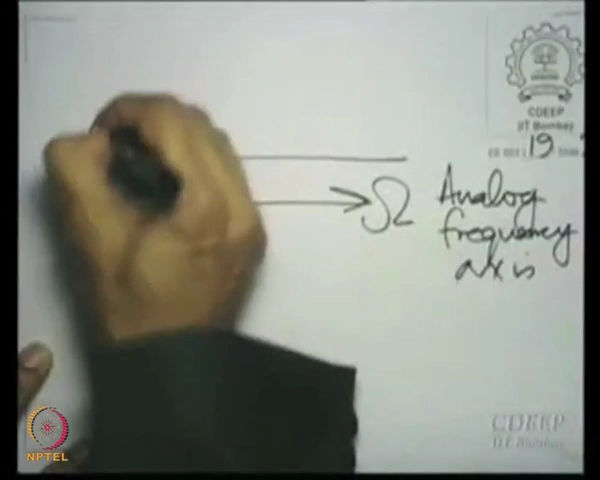 CDEEP
IIT Bombay
19
Ω Analog
frequency
axis
NPTEL
CDEEP
IIT Bombay